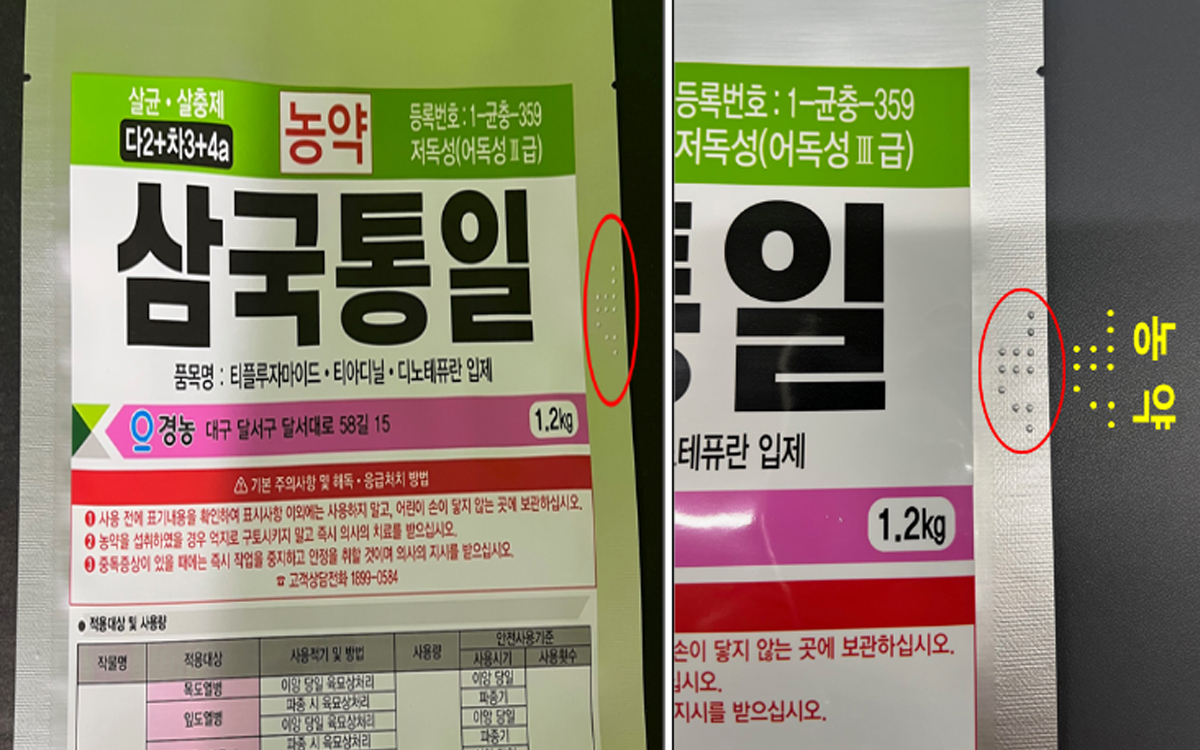 살균·살충제
다2+차3+4a
농약
등록번호 : 1-균충-359
저독성(어독성Ⅲ급)
삼국통일
품목명 : 티플루자마이드·티아디닐·디노테퓨란 입제
경농 대구 달서구 달서대로 58길 15
1.2kg
⚠ 기본 주의사항 및 해독·응급처치 방법
❶ 사용 전에 표기내용을 확인하여 표시사항 이외에는 사용하지 말고, 어린이 손이 닿지 않는 곳에 보관하십시오.
❷ 농약을 섭취하였을 경우 억지로 구토시키지 말고 즉시 의사의 치료를 받으십시오.
❸ 중독증상이 있을 때에는 즉시 작업을 중지하고 안정을 취할 것이며 의사의 지시를 받으십시오.
☎ 고객상담전화 1899-0584
● 적용대상 및 사용량
작물명 적용대상 사용적기 및 방법 사용량 안전사용기준
사용시기 사용횟수
목도열병 이앙 당일 육묘상처리 이앙 당일
파종 시 육묘상처리 파종기
잎도열병 이앙 당일 육묘상처리 이앙 당일
파종 시 육묘상처리 파종기
등록번호 : 1-균충-359
저독성(어독성Ⅲ급)
통일
노테퓨란 입제
1.2kg
손이 닿지 않는 곳에 보관하십시오.
십시오.
지시를 받으십시오.
농약